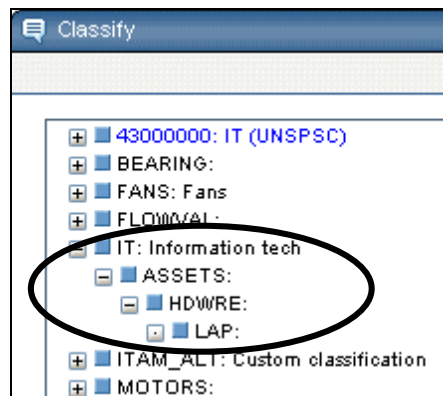 Classify
43000000: IT (UNSPSC)
BEARING:
FANS: Fans
FLOWVAL:
IT: Information tech
ASSETS:
HDWRE:
LAP:
ITAM_ALT: Custom classification
MOTORS: